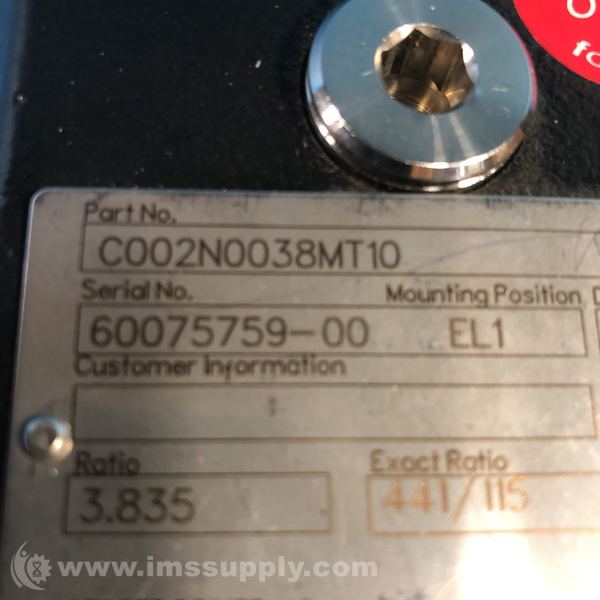 O
fo
Part No.
C002N0038MT10
Serial No. Mounting Position D
60075759-00 EL1
Customer Information
Ratio Exact Ratio
3.835 441/115
www.imssupply.com